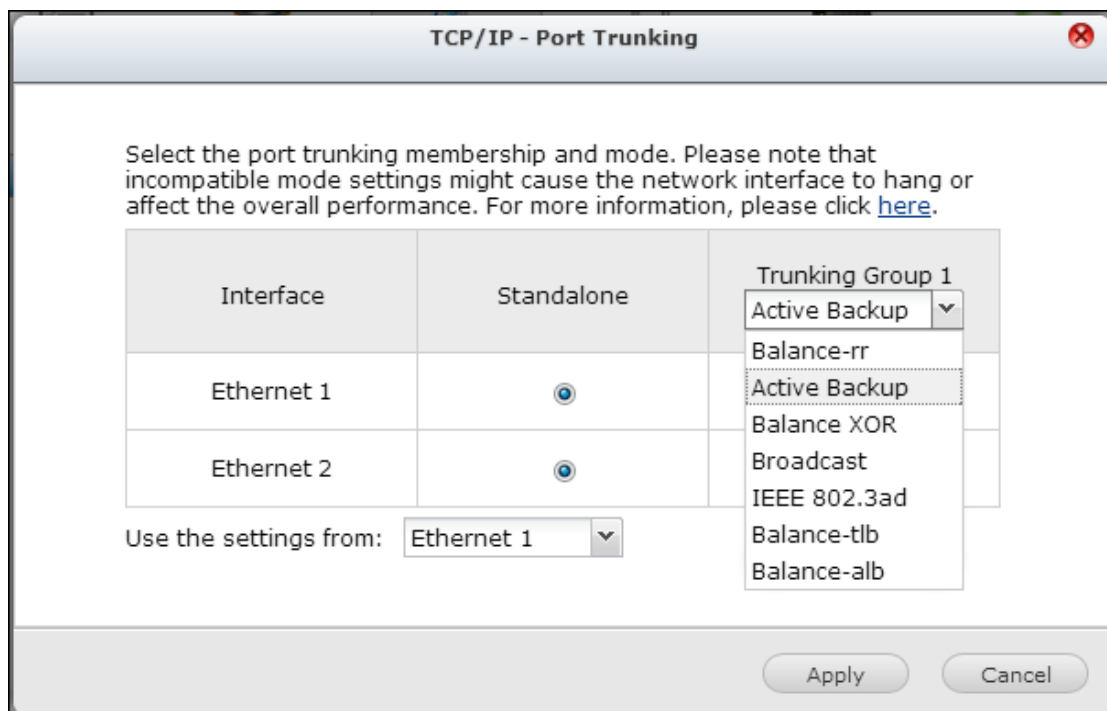 TCP/IP - Port Trunking
Select the port trunking membership and mode. Please note that
incompatible mode settings might cause the network interface to hang or
affect the overall performance. For more information, please click here.
Interface
Standalone
Trunking Group 1
Active Backup
Balance-rr
Active Backup
Balance XOR
Broadcast
IEEE 802.3ad
Balance-tlb
Balance-alb
Ethernet 1
Ethernet 2
Use the settings from: Ethernet 1
Apply
Cancel